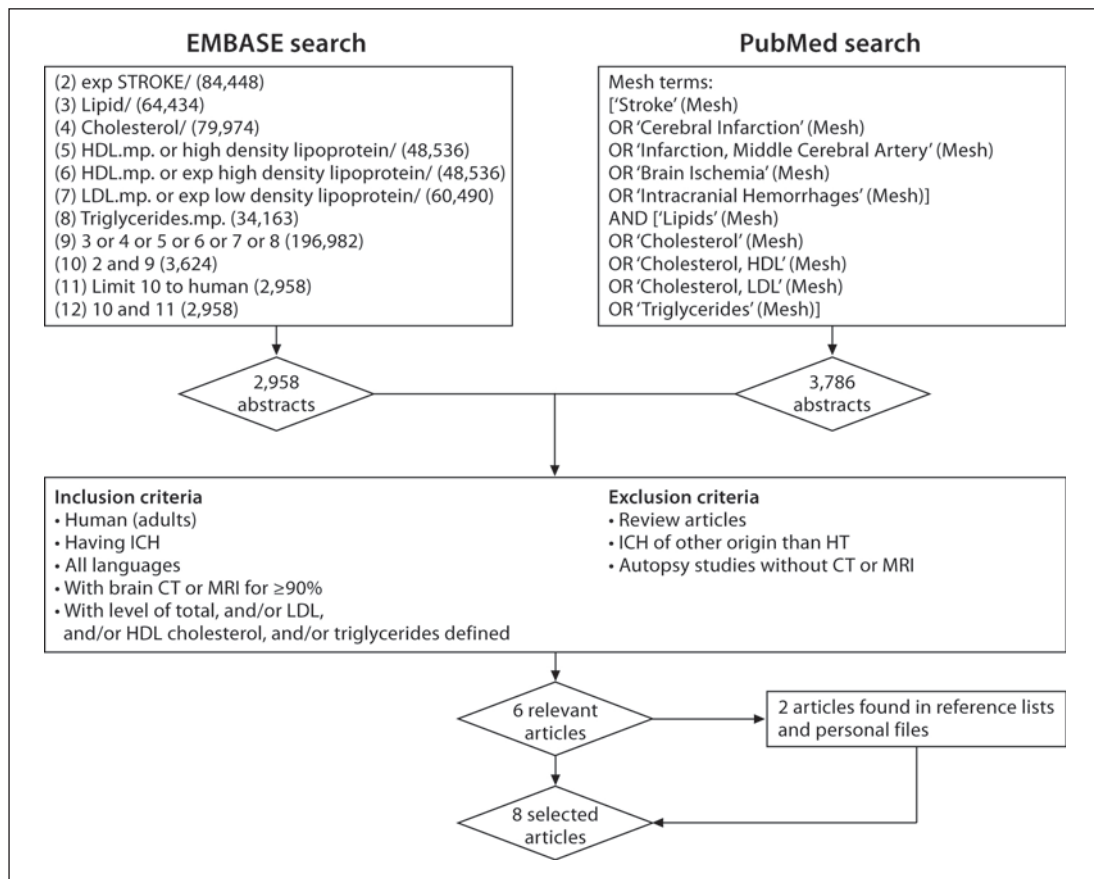 EMBASE search
(2) exp STROKE/ (84,448)
(3) Lipid/ (64,434)
(4) Cholesterol/ (79,974)
(5) HDL.mp. or high density lipoprotein/ (48,536)
(6) HDL.mp. or exp high density lipoprotein/ (48,536)
(7) LDL.mp. or exp low density lipoprotein/ (60,490)
(8) Triglycerides.mp. (34,163)
(9) 3 or 4 or 5 or 6 or 7 or 8 (196,982)
(10) 2 and 9 (3,624)
(11) Limit 10 to human (2,958)
(12) 10 and 11 (2,958)
PubMed search
Mesh terms:
['Stroke' (Mesh)
OR 'Cerebral Infarction' (Mesh)
OR 'Infarction, Middle Cerebral Artery' (Mesh)
OR 'Brain Ischemia' (Mesh)
OR 'Intracranial Hemorrhages' (Mesh)]
AND ['Lipids' (Mesh)
OR 'Cholesterol' (Mesh)
OR 'Cholesterol, HDL' (Mesh)
OR 'Cholesterol, LDL' (Mesh)
OR 'Triglycerides' (Mesh)]
2,958
abstracts
3,786
abstracts
Inclusion criteria
• Human (adults)
• Having ICH
• All languages
• With brain CT or MRI for ≥90%
• With level of total, and/or LDL,
and/or HDL cholesterol, and/or triglycerides defined
Exclusion criteria
• Review articles
• ICH of other origin than HT
• Autopsy studies without CT or MRI
6 relevant
articles
2 articles found in reference lists
and personal files
8 selected
articles